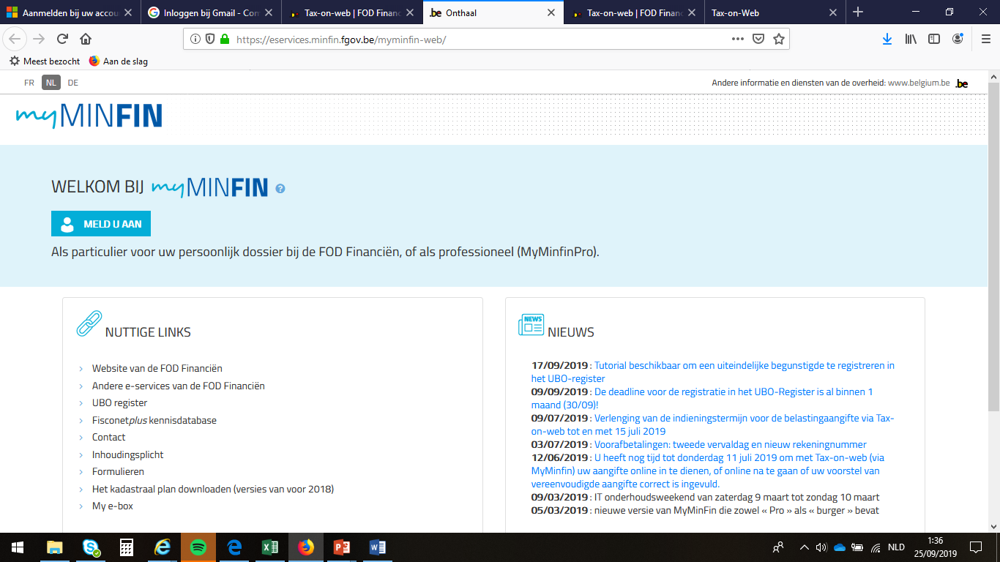 Aanmelden bij uw accou
Inloggen bij Gmail - Con
Tax-on-web | FOD Financ
.be Onthaal
Tax-on-web | FOD Financ
Tax-on-Web
https://eservices.minfin.fgov.be/myminfin-web/
Meest bezocht
Aan de slag
FR NL DE
Andere informatie en diensten van de overheid: www.belgium.be .be
myMINFIN
WELKOM BIJ myMINFIN ?
MELD U AAN
Als particulier voor uw persoonlijk dossier bij de FOD Financiën, of als professioneel (MyMinfinPro).
NUTTIGE LINKS
Website van de FOD Financiën
Andere e-services van de FOD Financiën
UBO register
Fisconetplus kennisdatabase
Contact
Inhoudingsplicht
Formulieren
Het kadastraal plan downloaden (versies van voor 2018)
My e-box
NEWS
NIEUWS
17/09/2019 : Tutorial beschikbaar om een uiteindelijke begunstigde te registreren in
het UBO-register
09/09/2019 : De deadline voor de registratie in het UBO-Register is al binnen 1
maand (30/09)!
09/07/2019 : Verlenging van de indieningstermijn voor de belastingaangifte via Tax-
on-web tot en met 15 juli 2019
03/07/2019 : Voorafbetalingen: tweede vervaldag en nieuw rekeningnummer
12/06/2019 : U heeft nog tijd tot donderdag 11 juli 2019 om met Tax-on-web (via
MyMinfin) uw aangifte online in te dienen, of online na te gaan of uw voorstel van
vereenvoudigde aangifte correct is ingevuld.
09/03/2019 : IT onderhoudsweekend van zaterdag 9 maart tot zondag 10 maart
05/03/2019 : nieuwe versie van MyMinFin die zowel « Pro » als « burger » bevat
NLD
1:36
25/09/2019